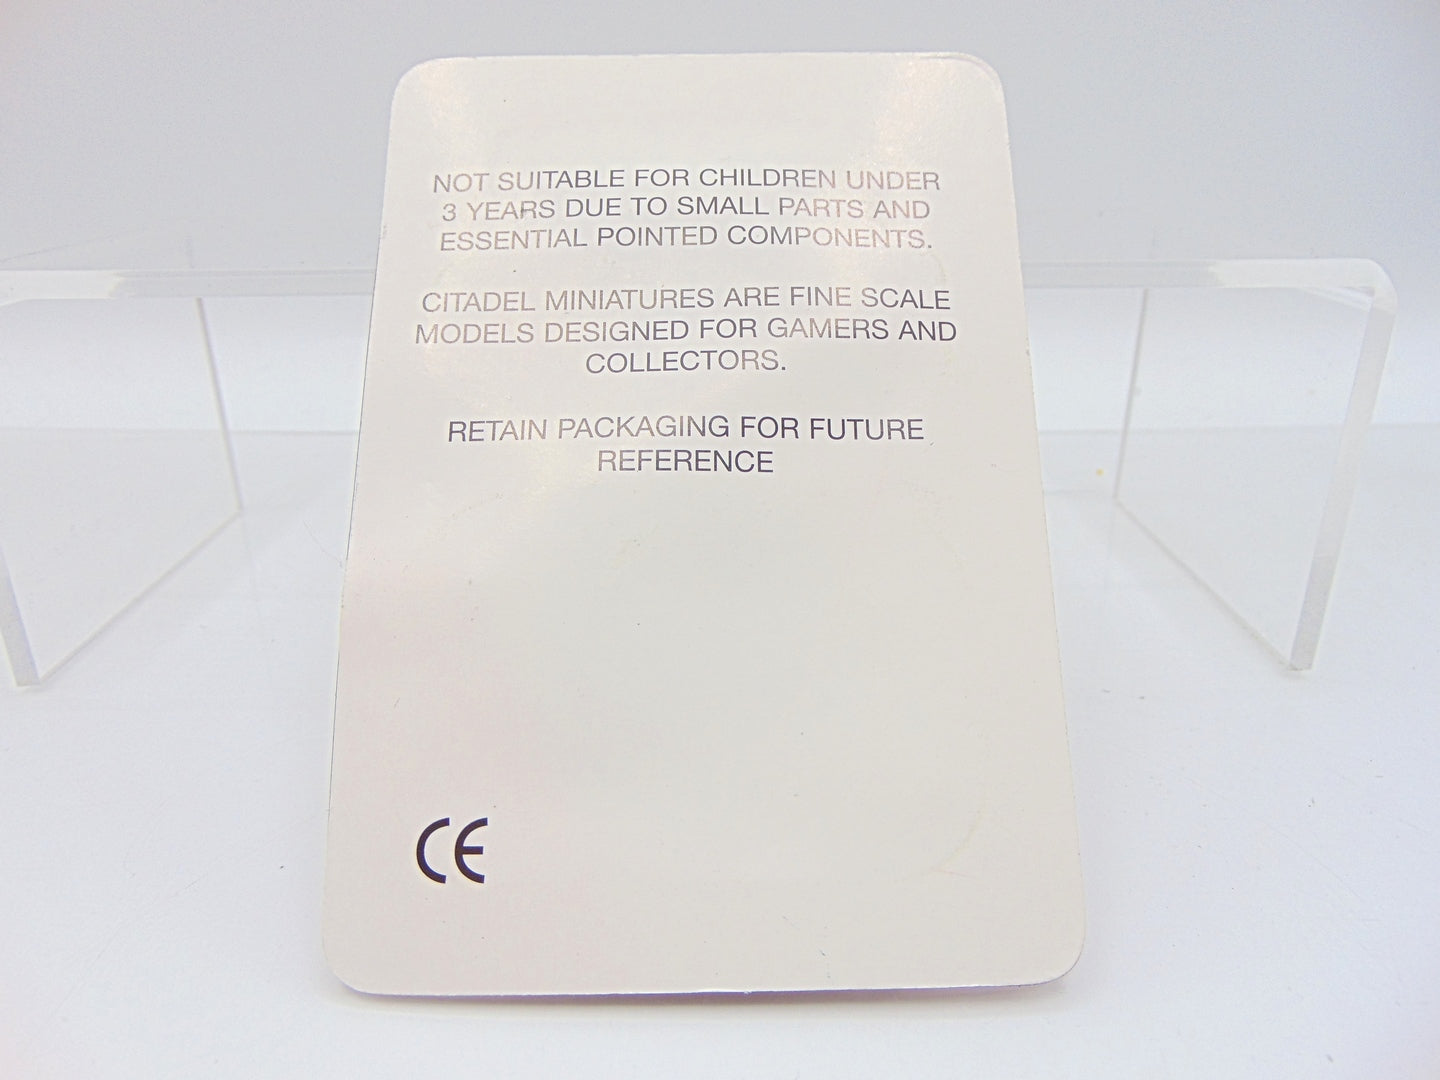 NOT SUITABLE FOR CHILDREN UNDER
3 YEARS DUE TO SMALL PARTS AND
ESSENTIAL POINTED COMPONENTS.
CITADEL MINIATURES ARE FINE SCALE
MODELS DESIGNED FOR GAMERS AND
COLLECTORS.
RETAIN PACKAGING FOR FUTURE
REFERENCE
CE